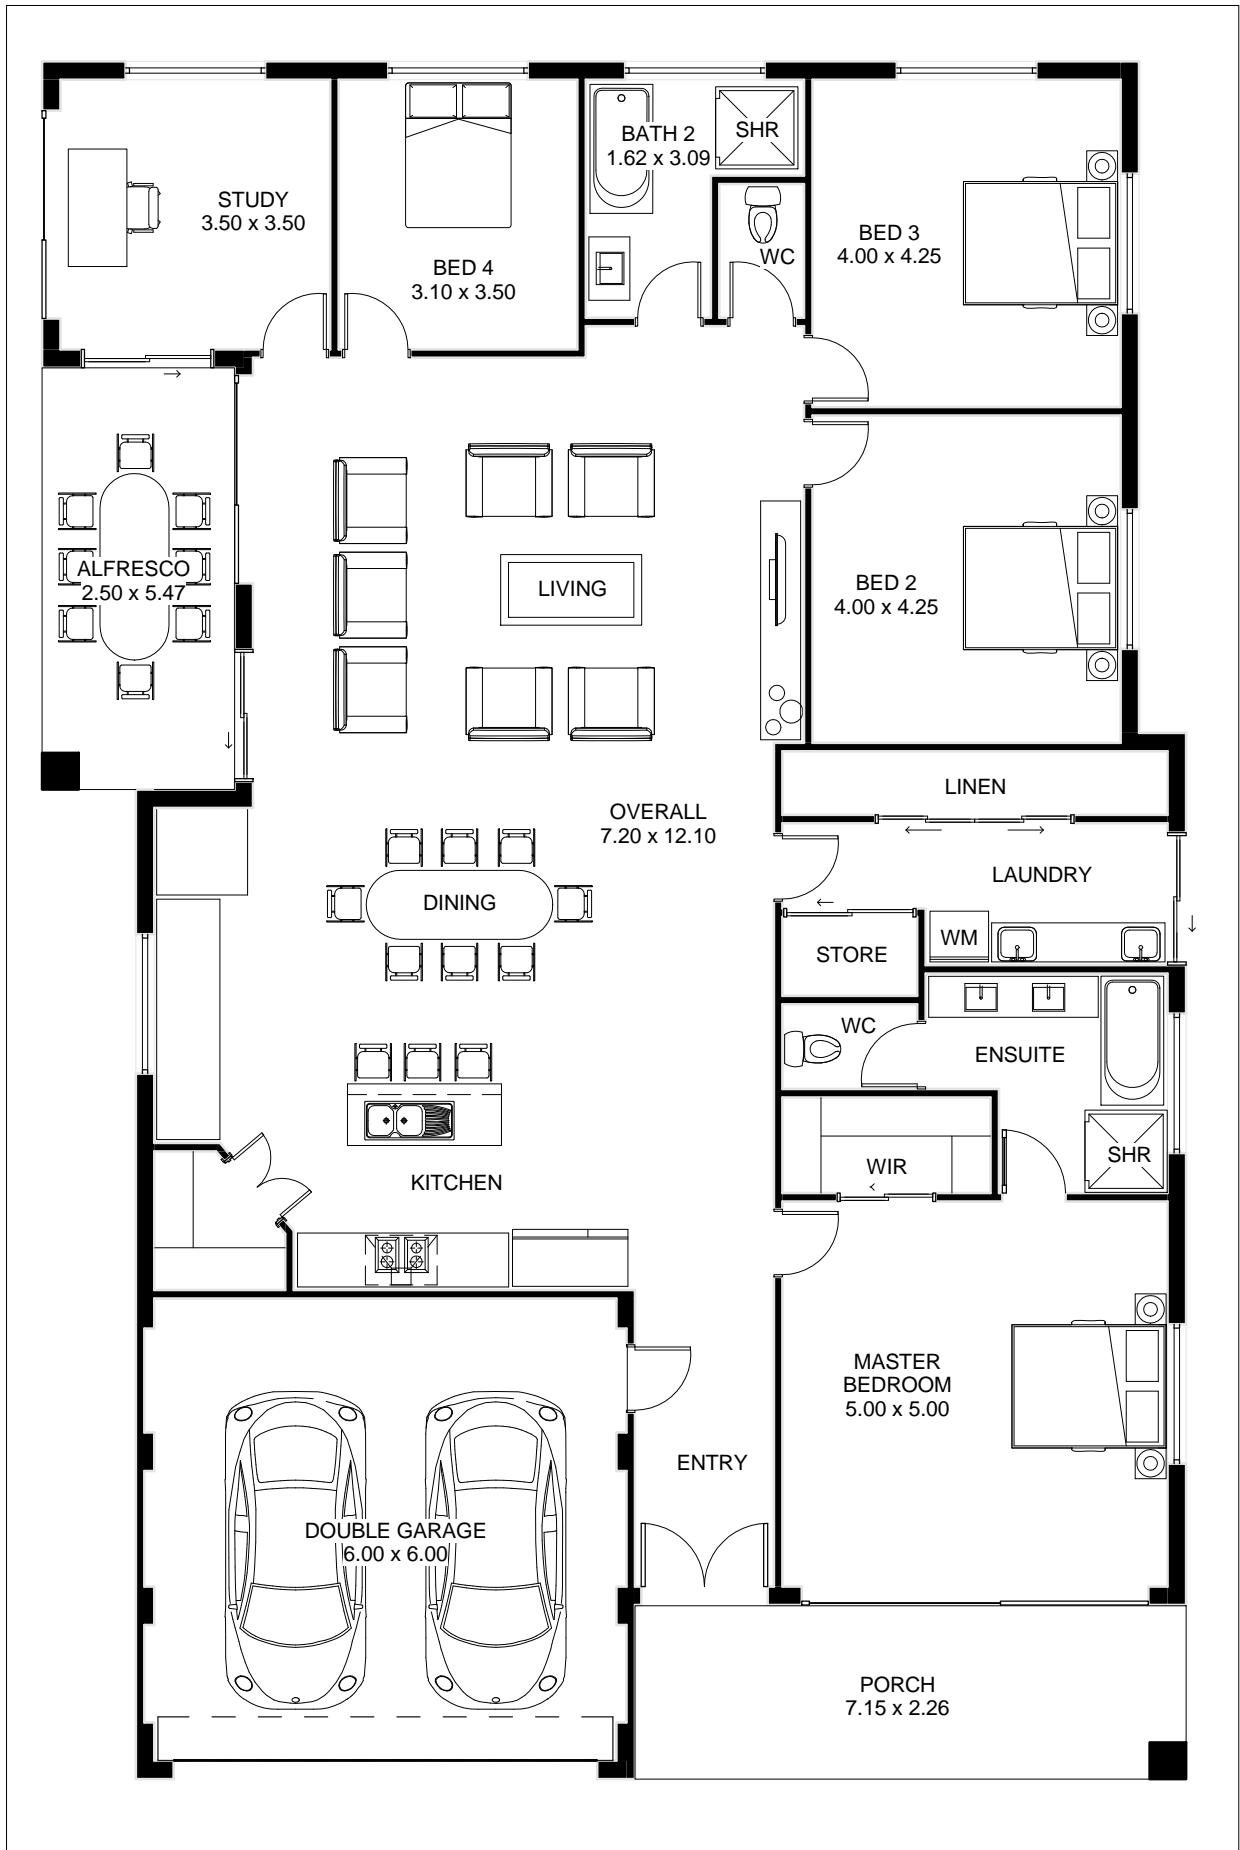 STUDY
3.50 x 3.50
BED 4
3.10 x 3.50
BATH 2
1.62 x 3.09
SHR
WC
BED 3
4.00 x 4.25
ALFRESCO
2.50 x 5.47
LIVING
BED 2
4.00 x 4.25
LINEN
OVERALL
7.20 x 12.10
LAUNDRY
DINING
STORE
WM
WC
ENSUITE
KITCHEN
WIR
SHR
MASTER
BEDROOM
5.00 x 5.00
ENTRY
DOUBLE GARAGE
6.00 x 6.00
PORCH
7.15 x 2.26